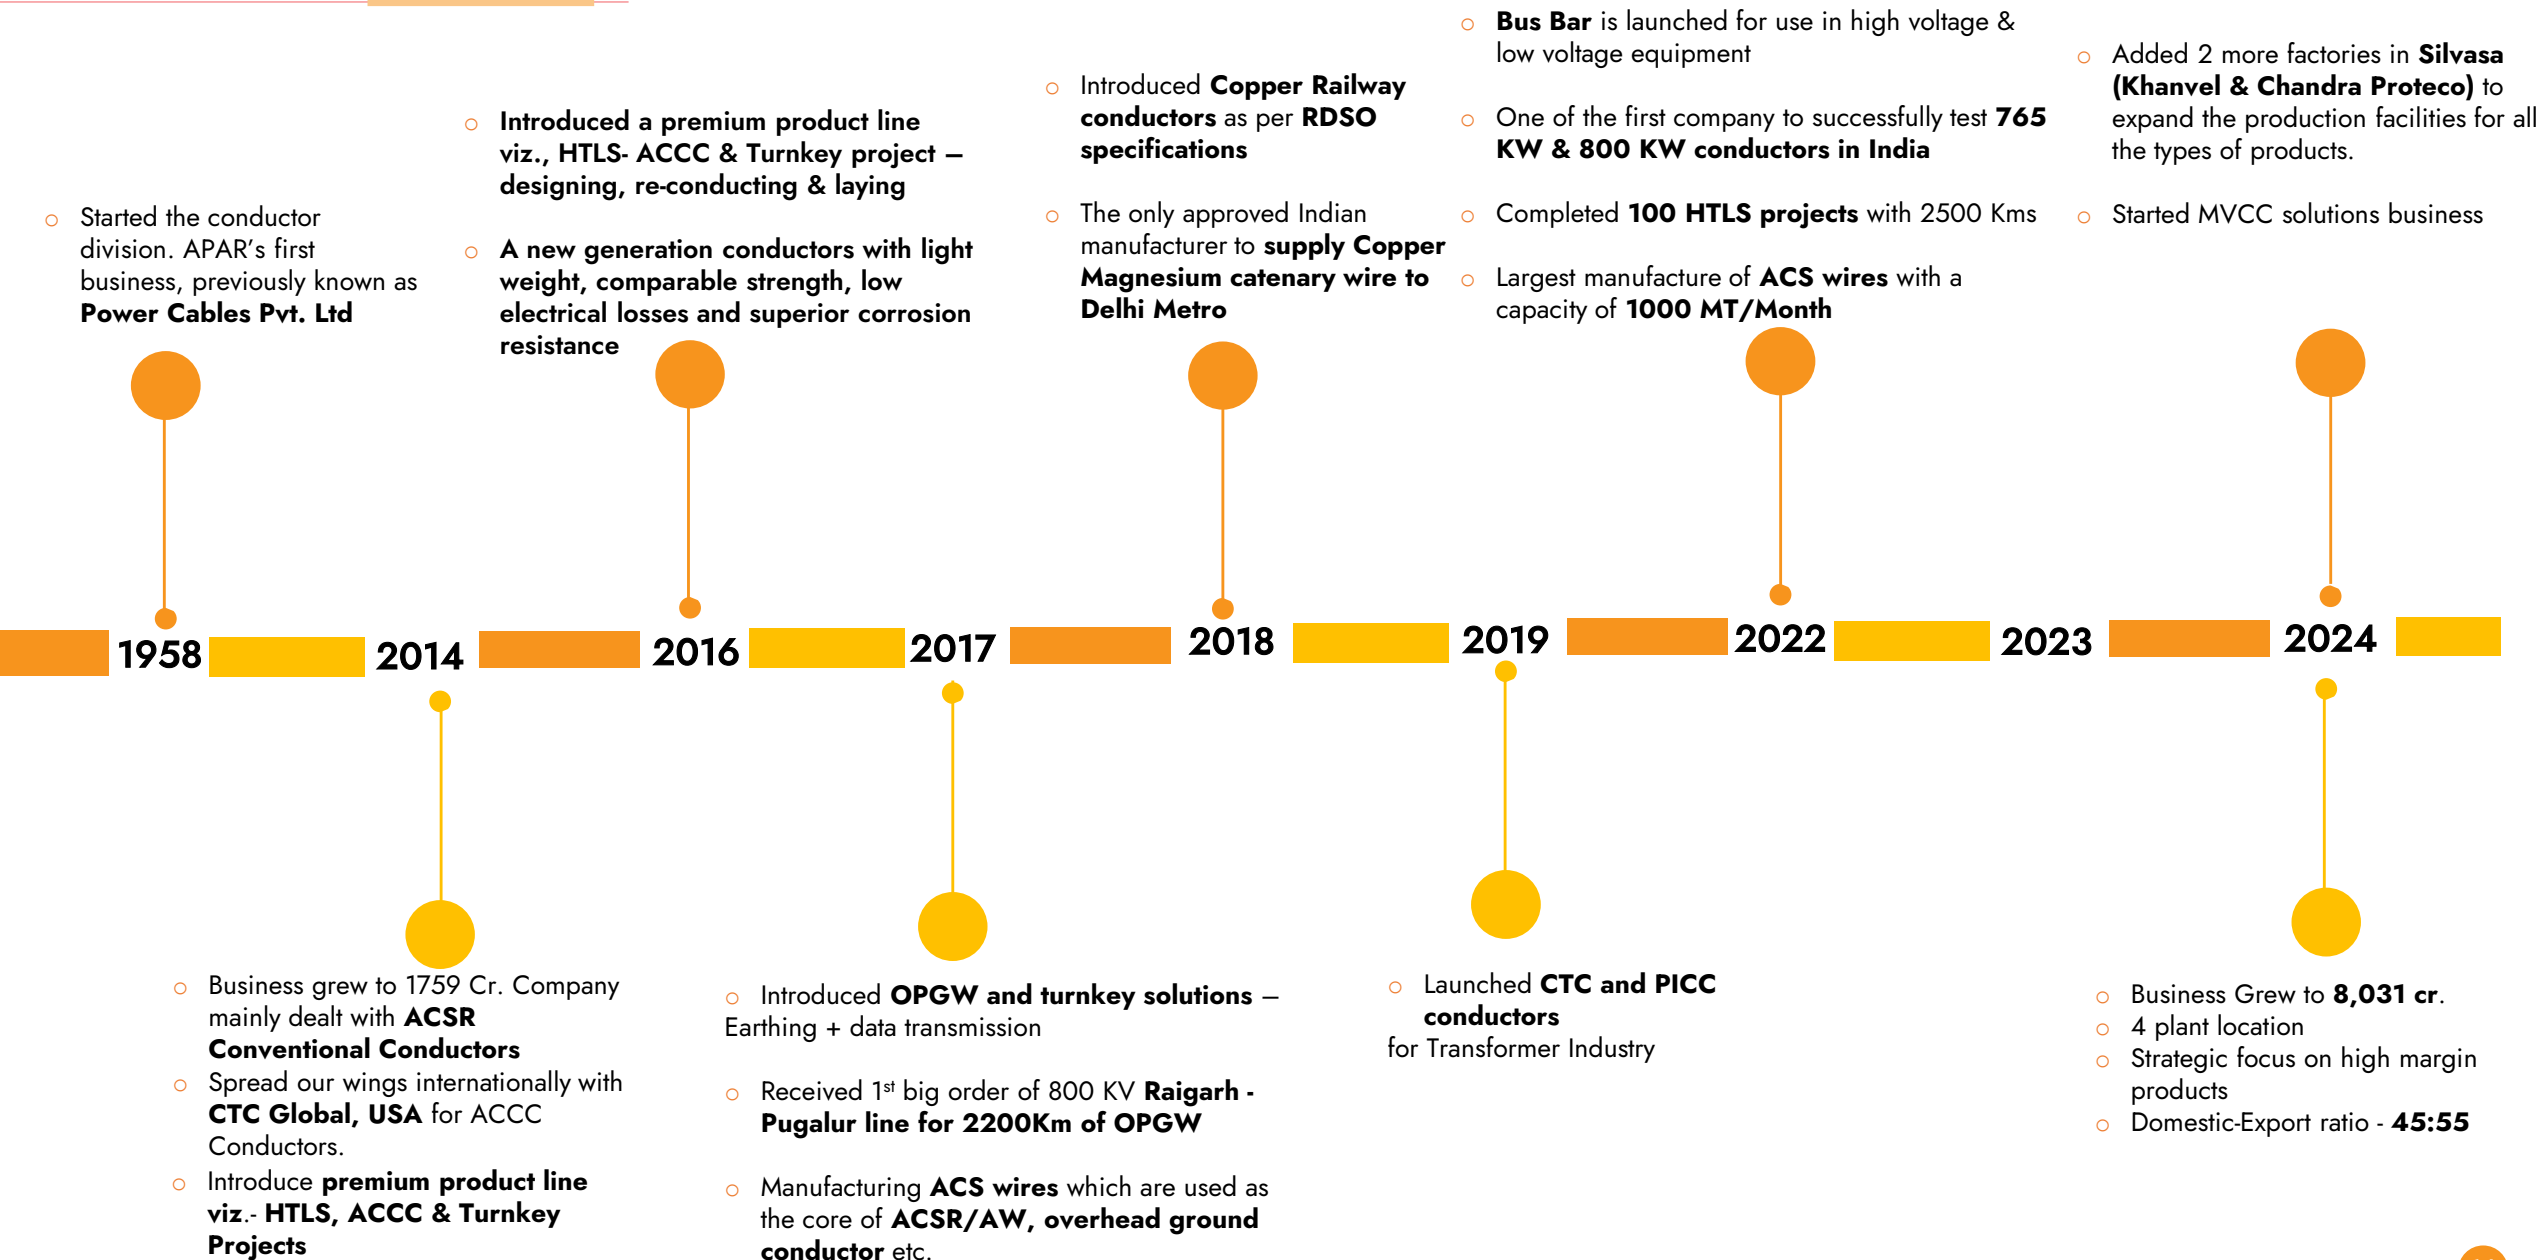 Started the conductor
division. APAR's first
business, previously known as
Power Cables Pvt. Ltd
Introduced a premium product line
viz., HTLS- ACCC & Turnkey project –
designing, re-conducting & laying
A new generation conductors with light
weight, comparable strength, low
electrical losses and superior corrosion
resistance
Introduced Copper Railway
conductors as per RDSO
specifications
The only approved Indian
manufacturer to supply Copper
Magnesium catenary wire to
Delhi Metro
Bus Bar is launched for use in high voltage &
low voltage equipment
One of the first company to successfully test 765
KW & 800 KW conductors in India
Completed 100 HTLS projects with 2500 Kms
Largest manufacture of ACS wires with a
capacity of 1000 MT/Month
Added 2 more factories in Silvasa
(Khanvel & Chandra Proteco) to
expand the production facilities for all
the types of products.
Started MVCC solutions business
1958
2014
2016
2017
2018
2019
2022
2023
2024
Business grew to 1759 Cr. Company
mainly dealt with ACSR
Conventional Conductors
Spread our wings internationally with
CTC Global, USA for ACCC
Conductors.
Introduce premium product line
viz.- HTLS, ACCC & Turnkey
Projects
Introduced OPGW and turnkey solutions –
Earthing + data transmission
Received 1st big order of 800 KV Raigarh -
Pugalur line for 2200Km of OPGW
Manufacturing ACS wires which are used as
the core of ACSR/AW, overhead ground
conductor etc.
Launched CTC and PICC
conductors
for Transformer Industry
Business Grew to 8,031 cr.
4 plant location
Strategic focus on high margin
products
Domestic-Export ratio - 45:55